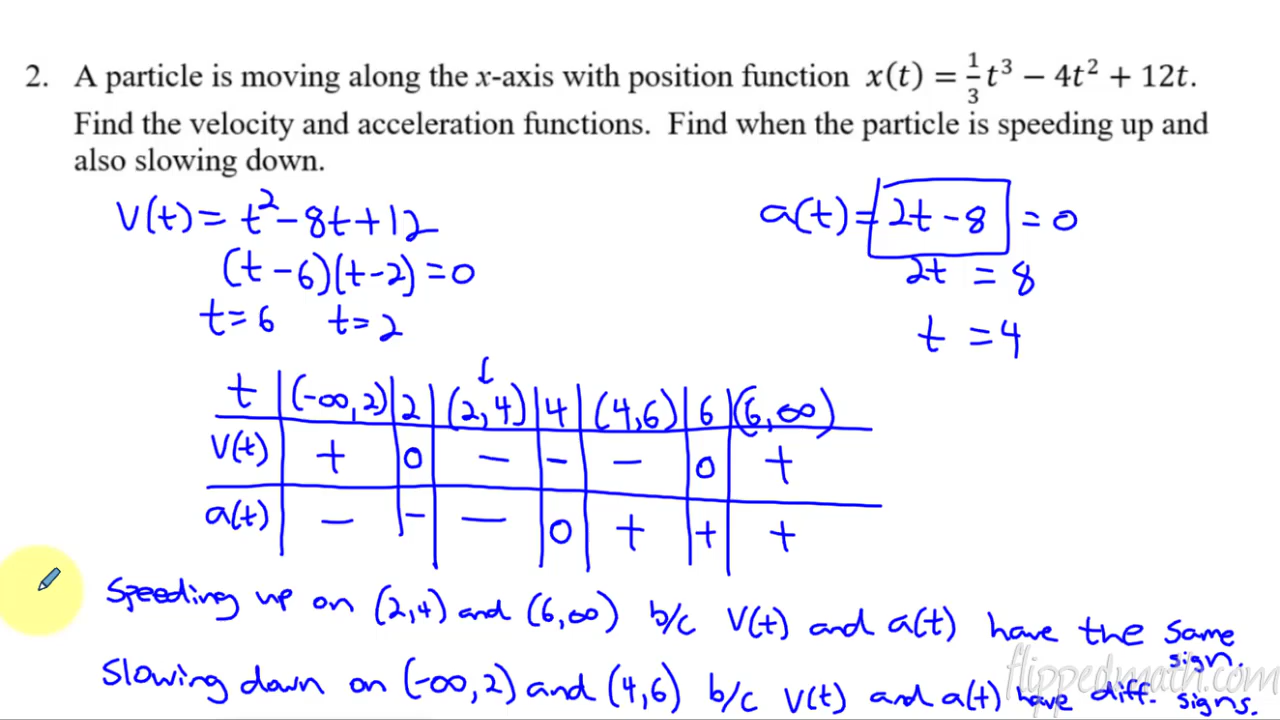 2. A particle is moving along the x-axis with position function x(t) = 1/3 t³ − 4t² + 12t.
Find the velocity and acceleration functions. Find when the particle is speeding up and
also slowing down.
v(t) = t² − 8t + 12
(t − 6)(t − 2) = 0
t = 6 t = 2
a(t) = 2t − 8 = 0
2t = 8
t = 4
t (-∞, 2) 2 (2, 4) 4 (4, 6) 6 (6, ∞)
v(t) + 0 − − − 0 +
a(t) − − − 0 + + +
Speeding up on (2, 4) and (6, ∞) b/c v(t) and a(t) have the same sign.
Slowing down on (-∞, 2) and (4, 6) b/c v(t) and a(t) have diff. signs.
flippedmath.com